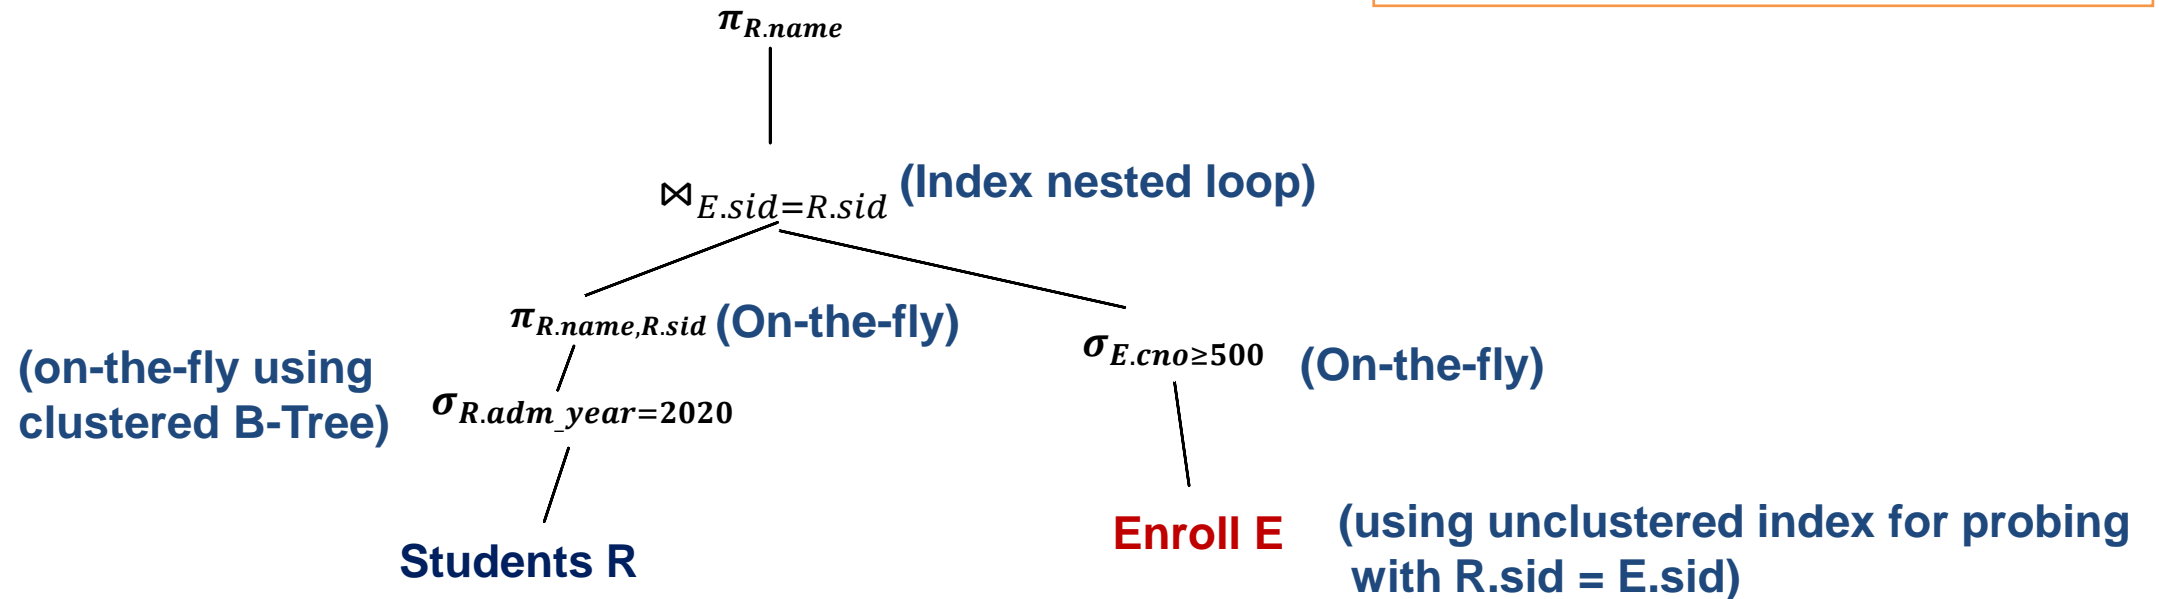 π R.name
⋈ E.sid=R.sid (Index nested loop)
π R.name,R.sid (On-the-fly)
σ E.cno≥500 (On-the-fly)
(on-the-fly using
clustered B-Tree)
σ R.adm_year=2020
Students R
Enroll E
(using unclustered index for probing
with R.sid = E.sid)